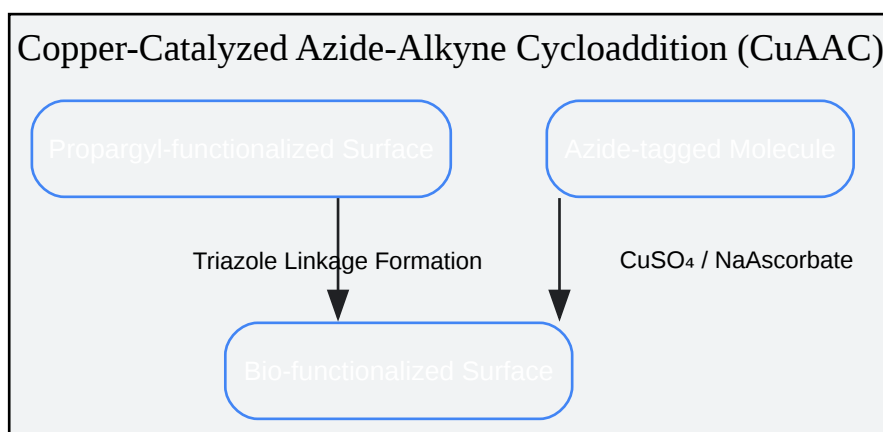 Copper-Catalyzed Azide-Alkyne Cycloaddition (CuAAC)
Propargyl-functionalized Surface
Azide-tagged Molecule
Triazole Linkage Formation
CuSO₄ / NaAscorbate
Bio-functionalized Surface